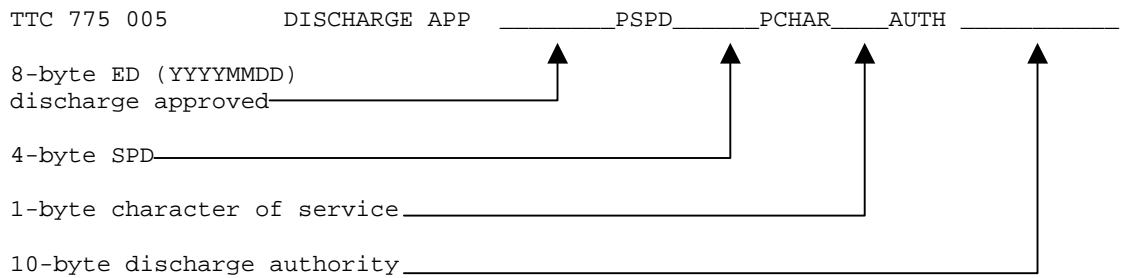 TTC 775 005 DISCHARGE APP ________PSPD______PCHAR____AUTH ___________
8-byte ED (YYYYMMDD)
discharge approved
4-byte SPD
1-byte character of service
10-byte discharge authority